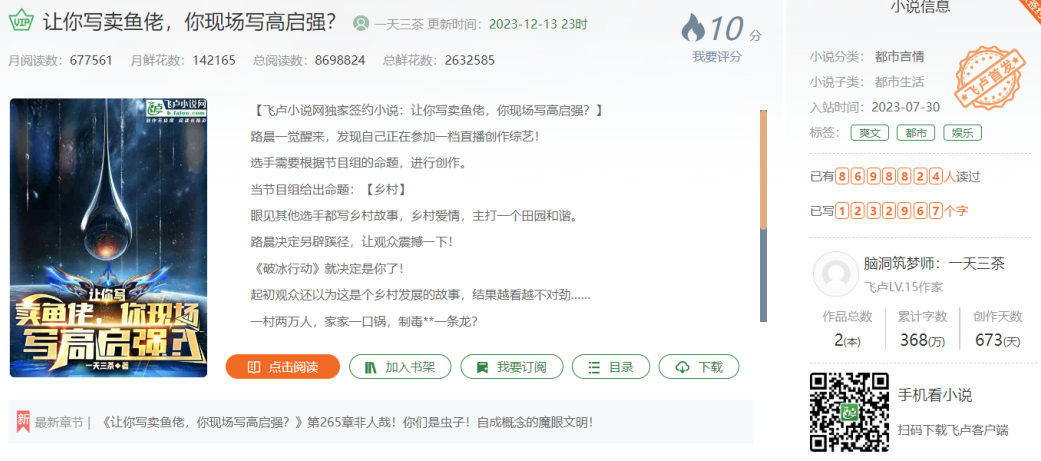 VIP 让你写卖鱼佬，你现场写高启强？ 一天三茶 更新时间：2023-12-13 23时
10 分
我要评分
月阅读数：677561 月鲜花数：142165 总阅读数：8698824 总鲜花数：2632585
飞卢小说网
b.faloo.com
让你写
卖鱼佬，你现场
写高启强？
一天三茶◆著
【飞卢小说网独家签约小说：让你写卖鱼佬，你现场写高启强？】
路晨一觉醒来，发现自己正在参加一档直播创作综艺！
选手需要根据节目组的命题，进行创作。
当节目组给出命题：【乡村】
眼见其他选手都写乡村故事，乡村爱情，主打一个田园和谐。
路晨决定另辟蹊径，让观众震撼一下！
《破冰行动》就决定是你了！
起初观众还以为这是个乡村发展的故事，结果越看越不对劲......
一村两万人，家家一口锅，制毒**一条龙？
点击阅读 加入书架 我要订阅 目录 下载
新 最新章节 | 《让你写卖鱼佬，你现场写高启强？》第265章非人哉！你们是虫子！自成概念的魔眼文明！
小说信息
小说分类： 都市言情
小说子类： 都市生活
入站时间：2023-07-30
标签： 爽文 都市 娱乐
飞卢首发
已有8698824人读过
已写1232967个字
脑洞筑梦师：一天三茶
飞卢LV.15作家
作品总数 累计字数 创作天数
2(本) 368(万) 673(天)
手机看小说
扫码下载飞卢客户端